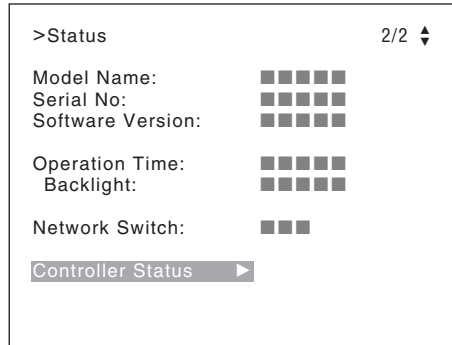 >Status 2/2
Model Name: ■■■■■
Serial No: ■■■■■
Software Version: ■■■■■
Operation Time: ■■■■■
Backlight: ■■■■■
Network Switch: ■■■
Controller Status ▶